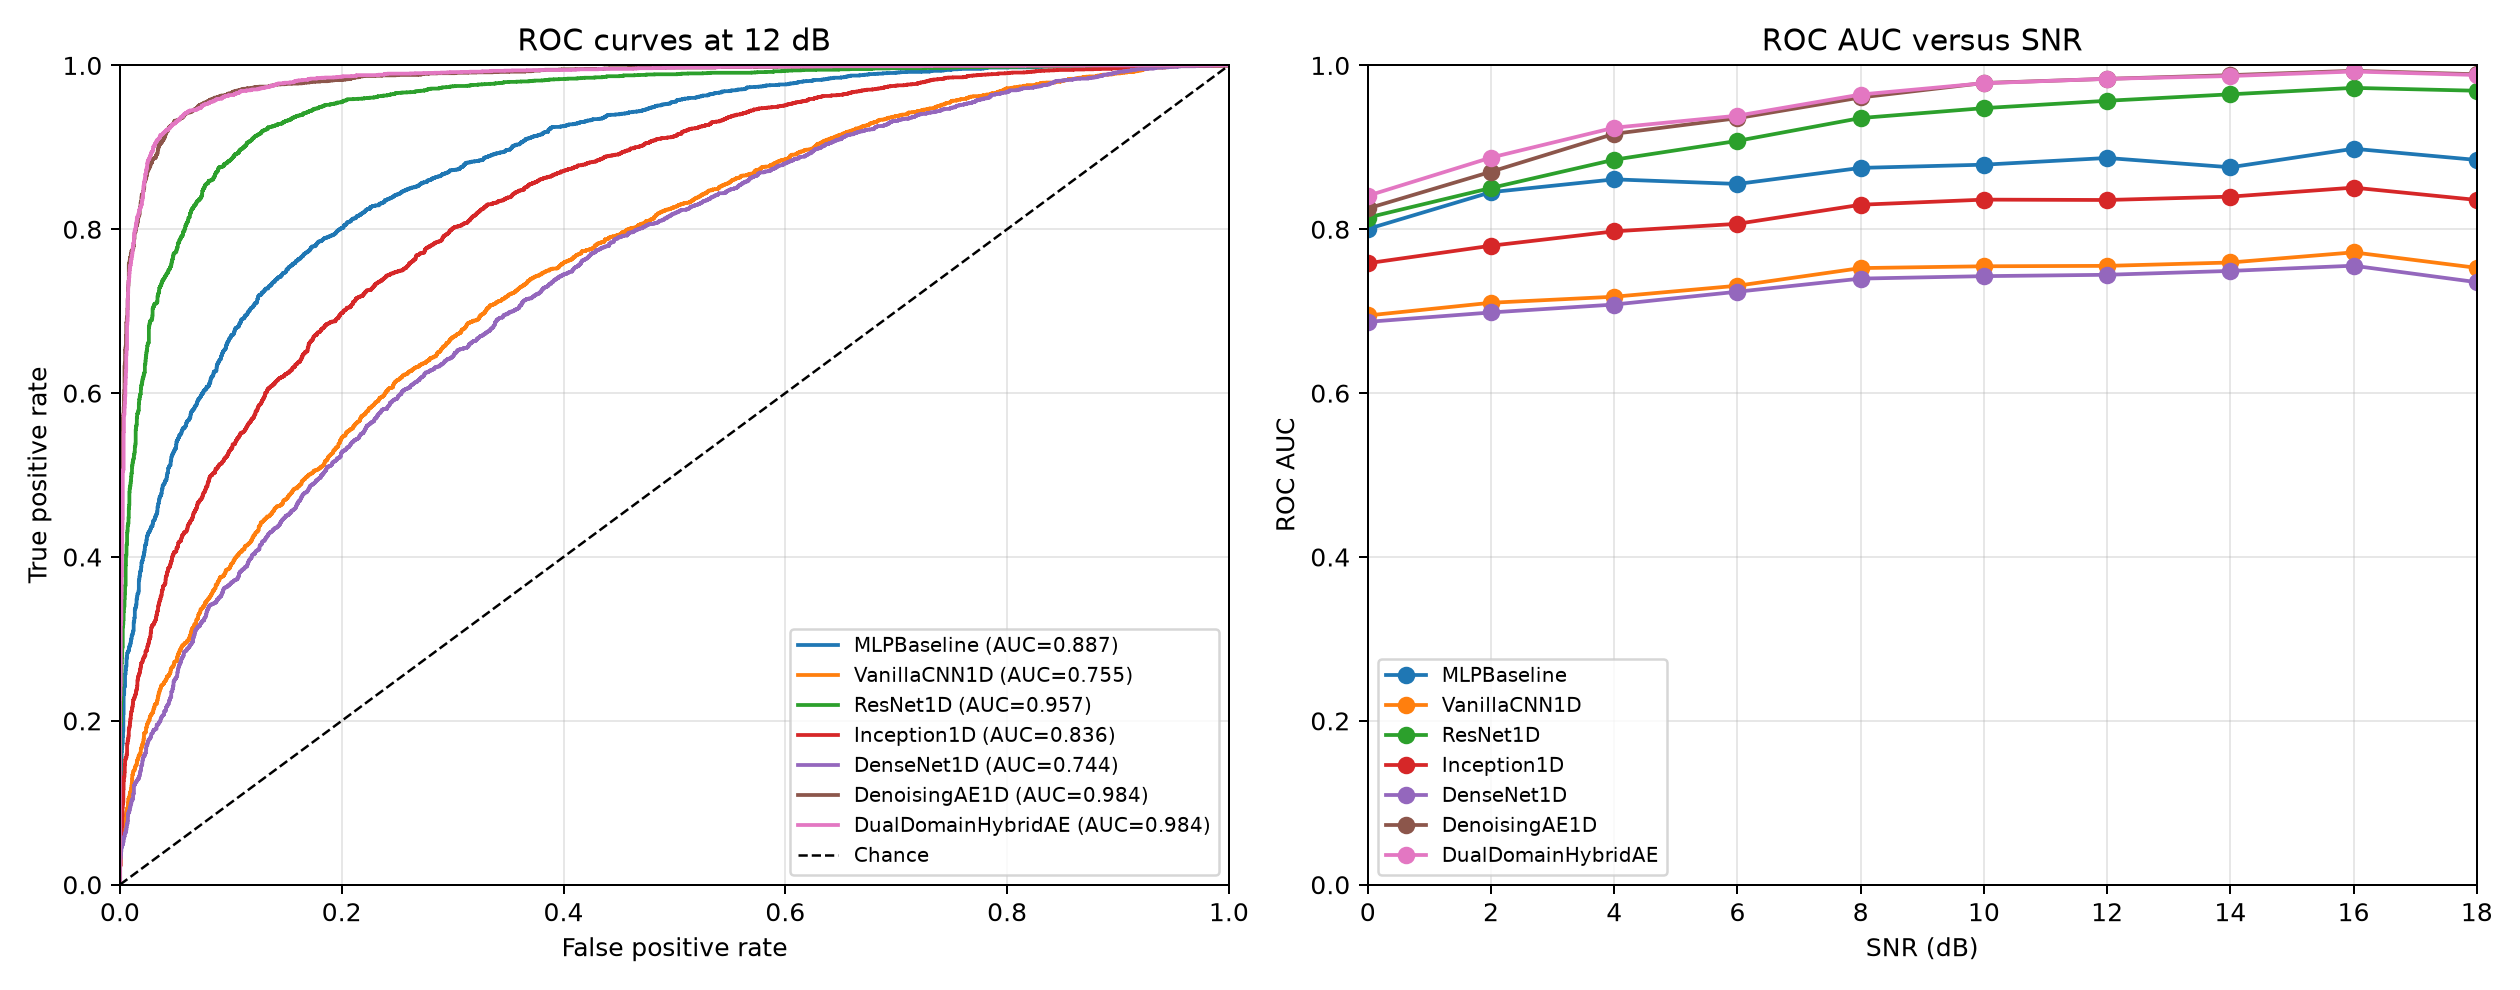 ROC curves at 12 dB
True positive rate
1.0
0.8
0.6
0.4
0.2
0.0
MLPBaseline (AUC=0.887)
VanillaCNN1D (AUC=0.755)
ResNet1D (AUC=0.957)
Inception1D (AUC=0.836)
DenseNet1D (AUC=0.744)
DenoisingAE1D (AUC=0.984)
DualDomainHybridAE (AUC=0.984)
Chance
0.0 0.2 0.4 0.6 0.8 1.0
False positive rate
ROC AUC versus SNR
ROC AUC
1.0
0.8
0.6
0.4
0.2
0.0
MLPBaseline
VanillaCNN1D
ResNet1D
Inception1D
DenseNet1D
DenoisingAE1D
DualDomainHybridAE
0 2 4 6 8 10 12 14 16 18
SNR (dB)